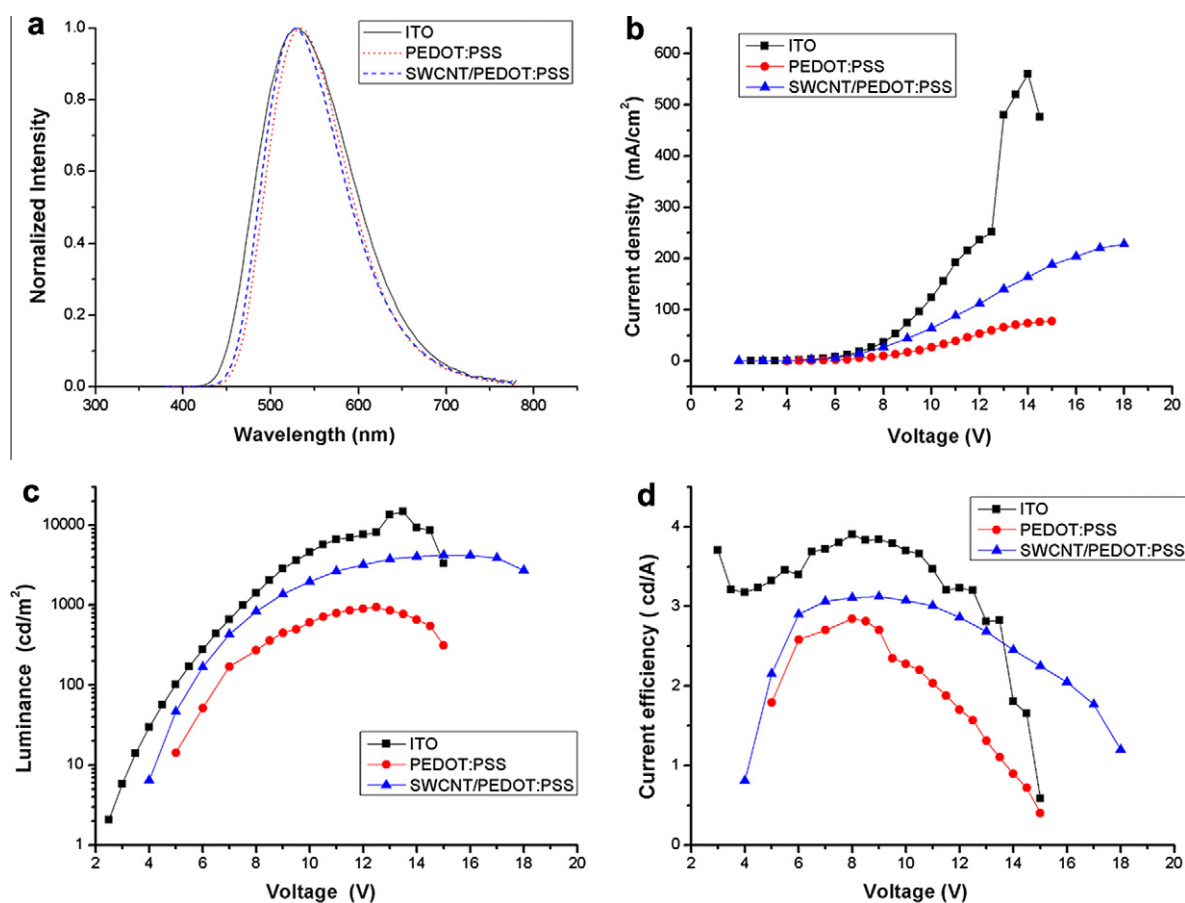 a
ITO
PEDOT:PSS
SWCNT/PEDOT:PSS
Nornalized Intensity
1.0
0.8
0.6
0.4
0.2
0.0
300 400 500 600 700 800
Wavelength (nm)
b
ITO
PEDOT:PSS
SWCNT/PEDOT:PSS
Current density (mA/cm²)
600
500
400
300
200
100
0
0 2 4 6 8 10 12 14 16 18 20
Voltage (V)
c
Luminance (cd/m²)
10000
1000
100
10
1
ITO
PEDOT:PSS
SWCNT/PEDOT:PSS
2 4 6 8 10 12 14 16 18 20
Voltage (V)
d
ITO
PEDOT:PSS
SWCNT/PEDOT:PSS
Current efficiency ( cd/A)
4
3
2
1
0
2 4 6 8 10 12 14 16 18 20
Voltage (V)